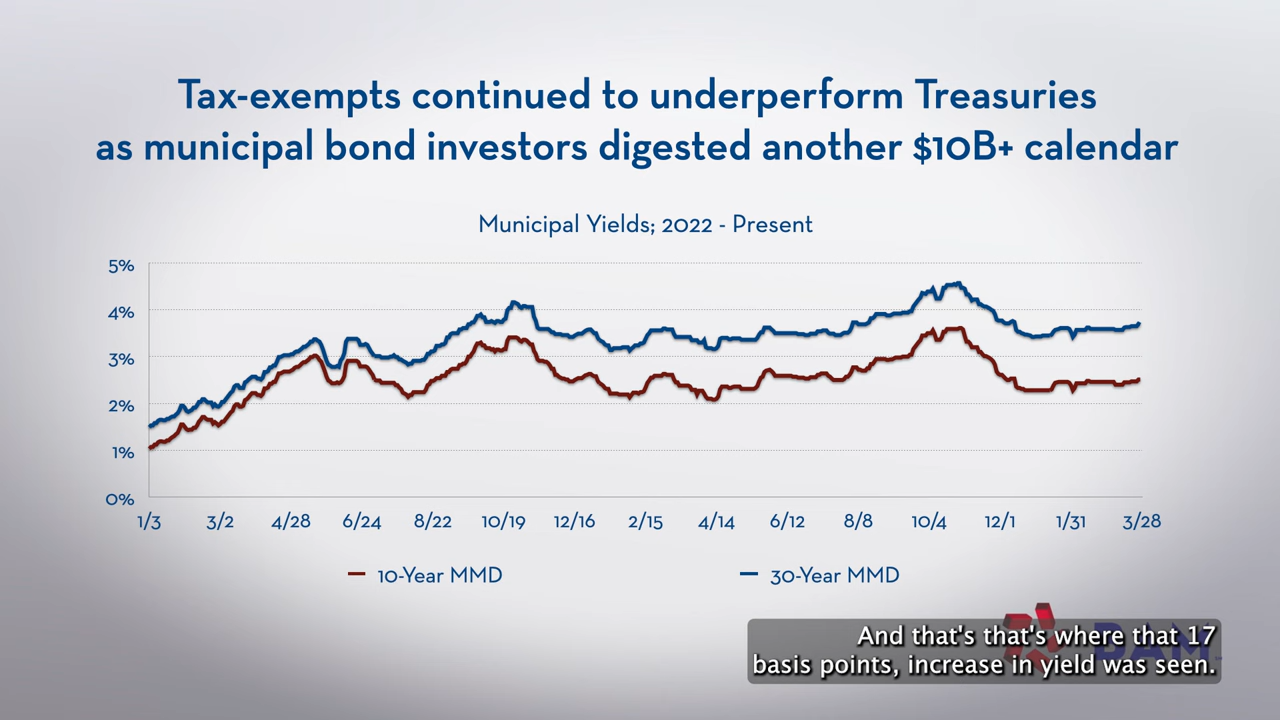 Tax-exempts continued to underperform Treasuries
as municipal bond investors digested another $10B+ calendar
Municipal Yields; 2022 - Present
5%
4%
3%
2%
1%
0%
1/3 3/2 4/28 6/24 8/22 10/19 12/16 2/15 4/14 6/12 8/8 10/4 12/1 1/31 3/28
10-Year MMD 30-Year MMD
And that's that's where that 17
basis points, increase in yield was seen.